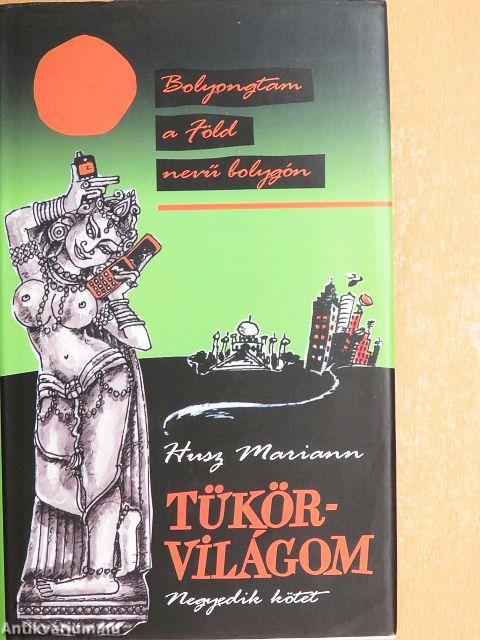 Bolyongtam
a Föld
nevű bolygón
Husz Mariann
TÜKÖR-
VILÁGOM
Negyedik kötet
Antikvarium.hu